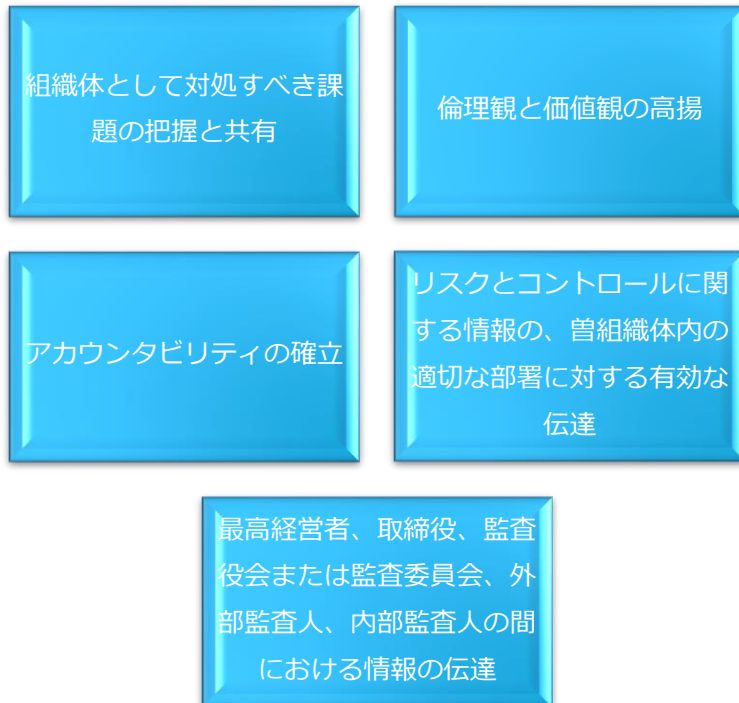 組織体として対処すべき課
題の把握と共有
倫理観と価値観の高揚
アカウンタビリティの確立
リスクとコントロールに関
する情報の、曽組織体内の
適切な部署に対する有効な
伝達
最高経営者、取締役、監査
役会または監査委員会、外
部監査人、内部監査人の間
における情報の伝達